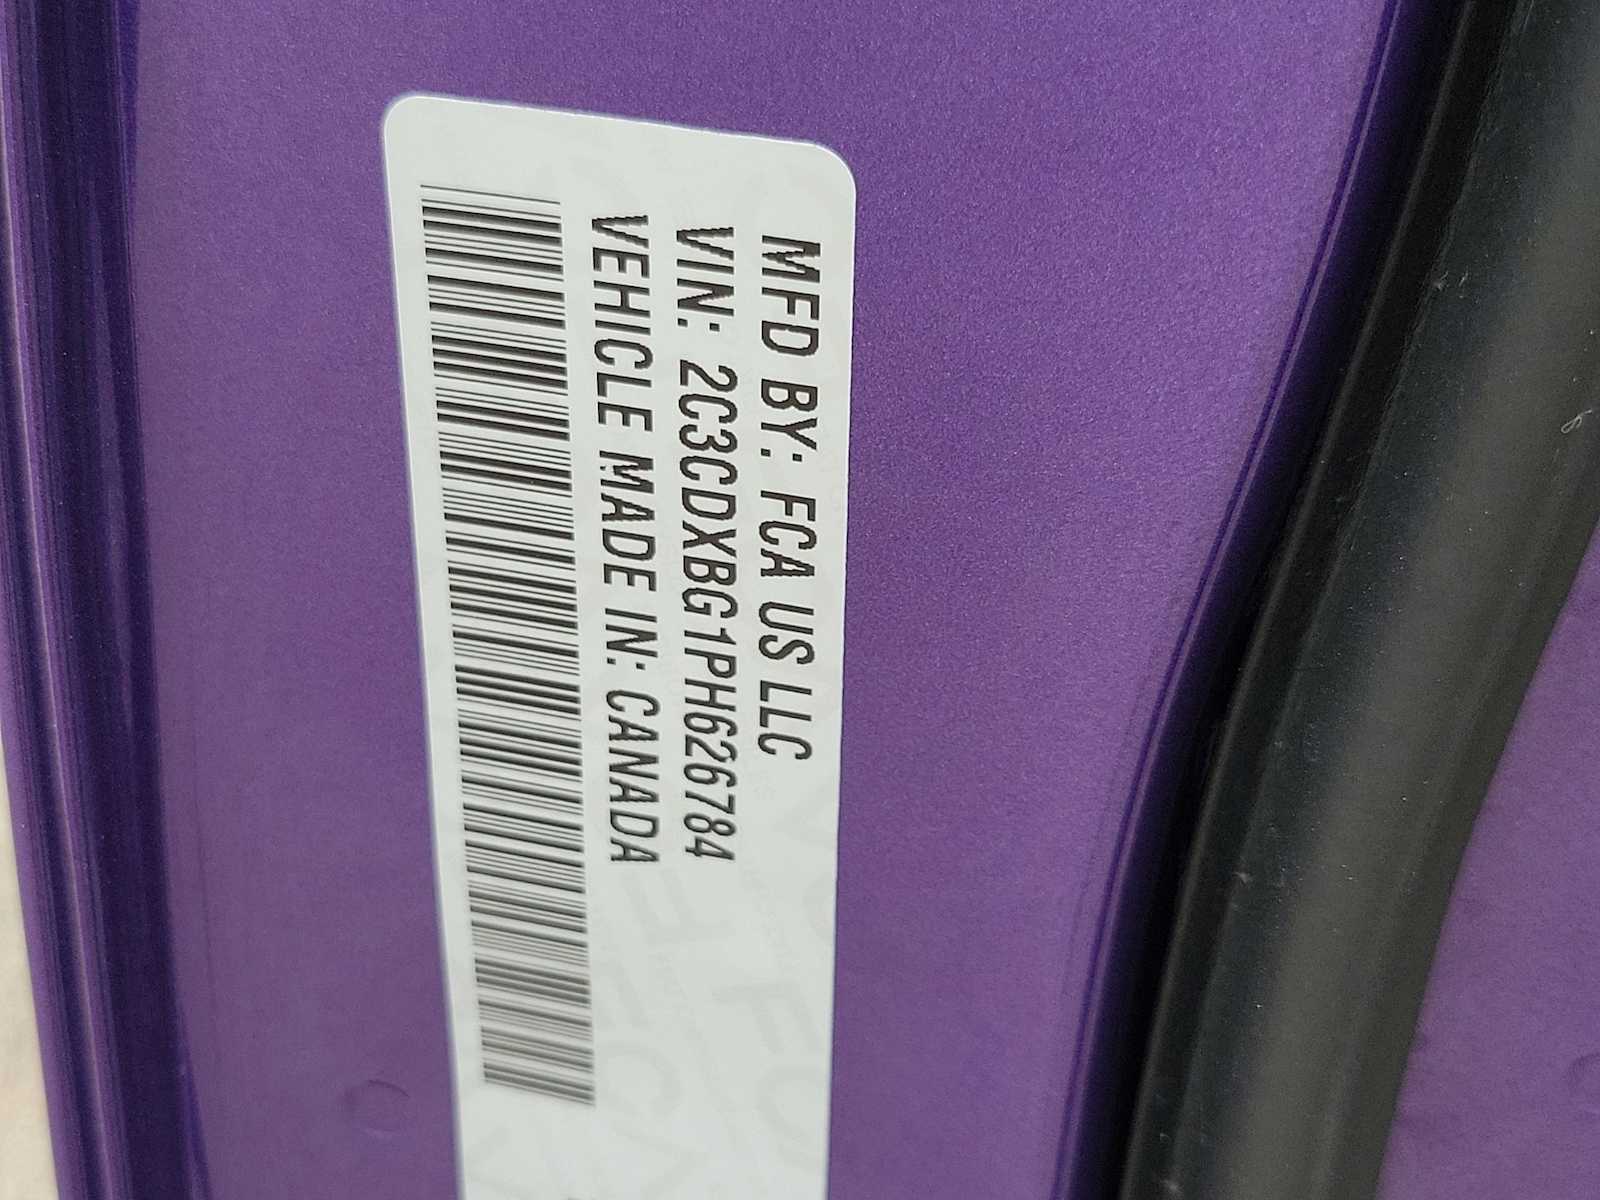 MFD BY: FCA US LLC
VIN: 2C3CDXBG1PH626784
VEHICLE MADE IN: CANADA